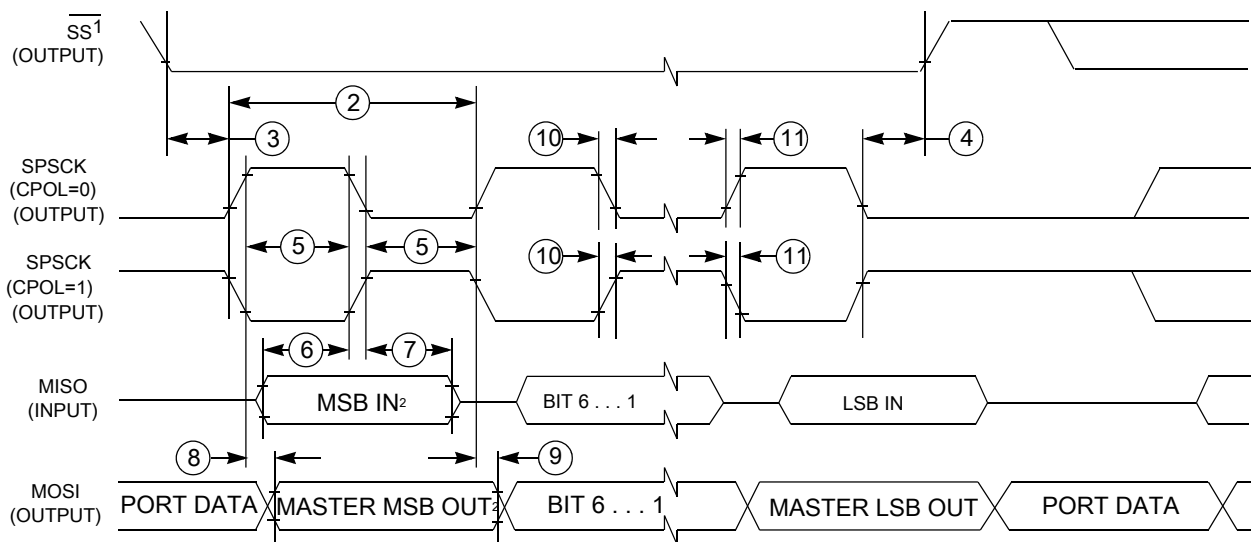 SS1
(OUTPUT)
2
3
10
11
4
SPSCK
(CPOL=0)
(OUTPUT)
5
5
SPSCK
(CPOL=1)
(OUTPUT)
10
11
6
7
MISO
(INPUT)
MSB IN2
BIT 6 . . . 1
LSB IN
8
9
MOSI
(OUTPUT)
PORT DATA
MASTER MSB OUT2
BIT 6 . . . 1
MASTER LSB OUT
PORT DATA